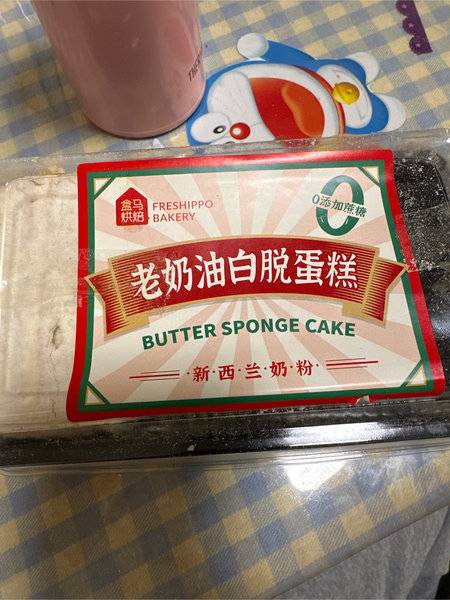 盒马
烘焙
FRESHIPPO
BAKERY
0添加蔗糖
老奶油白脱蛋糕
BUTTER SPONGE CAKE
新西兰奶粉